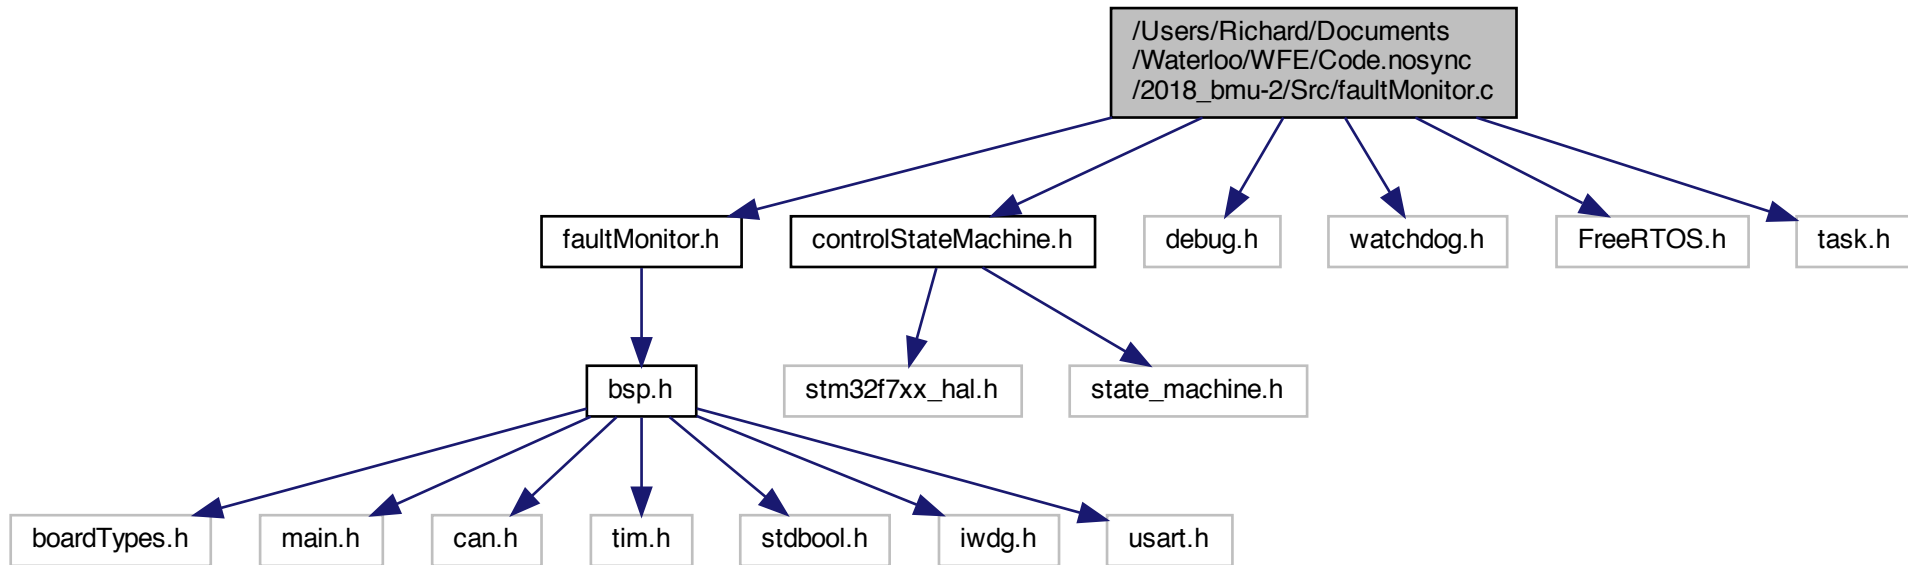 /Users/Richard/Documents
/Waterloo/WFE/Code.nosync
/2018_bmu-2/Src/faultMonitor.c
faultMonitor.h
controlStateMachine.h
debug.h
watchdog.h
FreeRTOS.h
task.h
bsp.h
stm32f7xx_hal.h
state_machine.h
boardTypes.h
main.h
can.h
tim.h
stdbool.h
iwdg.h
usart.h